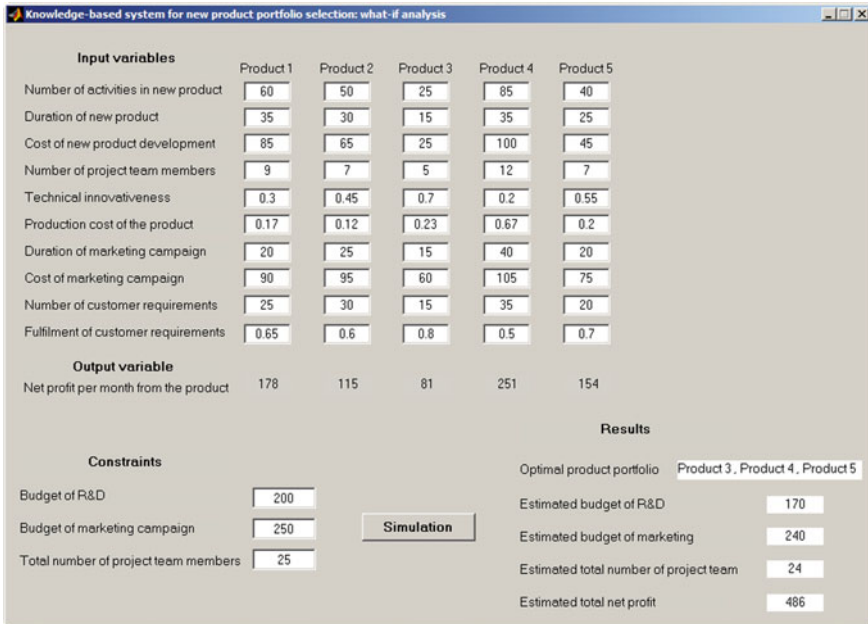 Knowledge-based system for new product portfolio selection: what-if analysis
Input variables
Product 1 Product 2 Product 3 Product 4 Product 5
Number of activities in new product 60 50 25 85 40
Duration of new product 35 30 15 35 25
Cost of new product development 85 65 25 100 45
Number of project team members 9 7 5 12 7
Technical innovativeness 0.3 0.45 0.7 0.2 0.55
Production cost of the product 0.17 0.12 0.23 0.67 0.2
Duration of marketing campaign 20 25 15 40 20
Cost of marketing campaign 90 95 60 105 75
Number of customer requirements 25 30 15 35 20
Fulfilment of customer requirements 0.65 0.6 0.8 0.5 0.7
Output variable
Net profit per month from the product 178 115 81 251 154
Constraints
Budget of R&D 200
Budget of marketing campaign 250
Total number of project team members 25
Simulation
Results
Optimal product portfolio Product 3 , Product 4 , Product 5
Estimated budget of R&D 170
Estimated budget of marketing 240
Estimated total number of project team 24
Estimated total net profit 486